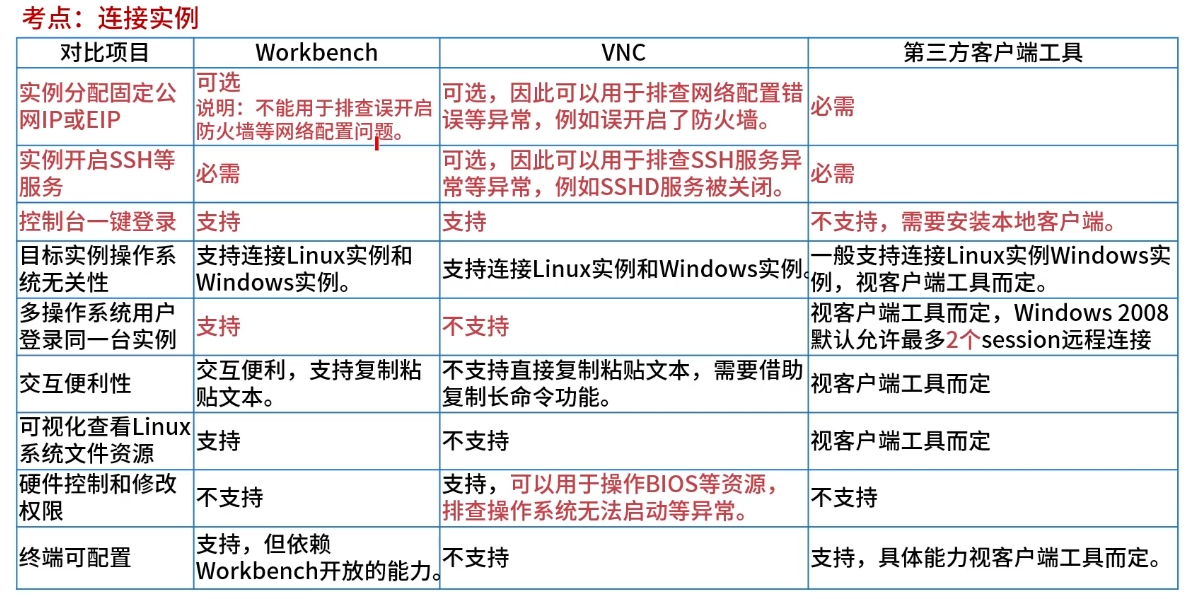 考点：连接实例
对比项目
Workbench
VNC
第三方客户端工具
实例分配固定公
网IP或EIP
可选
说明：不能用于排查误开启
防火墙等网络配置问题。
可选，因此可以用于排查网络配置错
误等异常，例如误开启了防火墙。
必需
实例开启SSH等
服务
必需
可选，因此可以用于排查SSH服务异
常等异常，例如SSHD服务被关闭。
必需
控制台一键登录
支持
支持
不支持，需要安装本地客户端。
目标实例操作系
统无关性
支持连接Linux实例和
Windows实例。
支持连接Linux实例和Windows实例。
一般支持连接Linux实例Windows实
例，视客户端工具而定。
多操作系统用户
登录同一台实例
支持
不支持
视客户端工具而定，Windows 2008
默认允许最多2个session远程连接
交互便利性
交互便利，支持复制粘
贴文本。
不支持直接复制粘贴文本，需要借助
复制长命令功能。
视客户端工具而定
可视化查看Linux
系统文件资源
支持
不支持
视客户端工具而定
硬件控制和修改
权限
不支持
支持，可以用于操作BIOS等资源，
排查操作系统无法启动等异常。
不支持
终端可配置
支持，但依赖
Workbench开放的能力。
不支持
支持，具体能力视客户端工具而定。